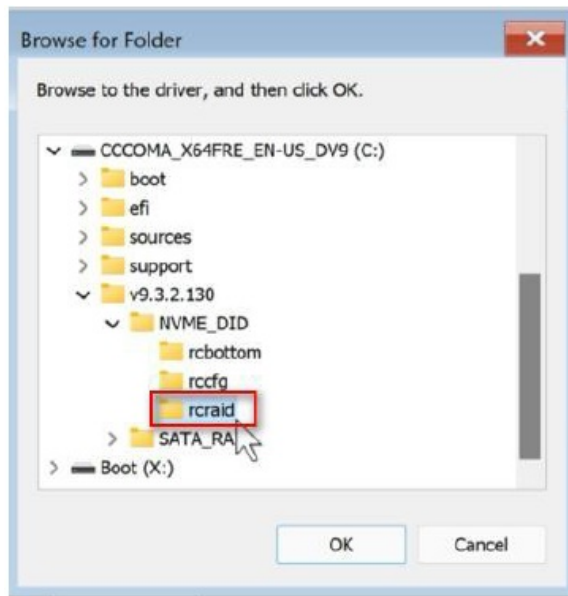 Browse for Folder
Browse to the driver, and then click OK.
CCCOMA_X64FRE_EN-US_DV9 (C:)
boot
efi
sources
support
v9.3.2.130
NVME_DID
rcbottom
rccfg
rcraid
SATA_RA
Boot (X:)
OK
Cancel